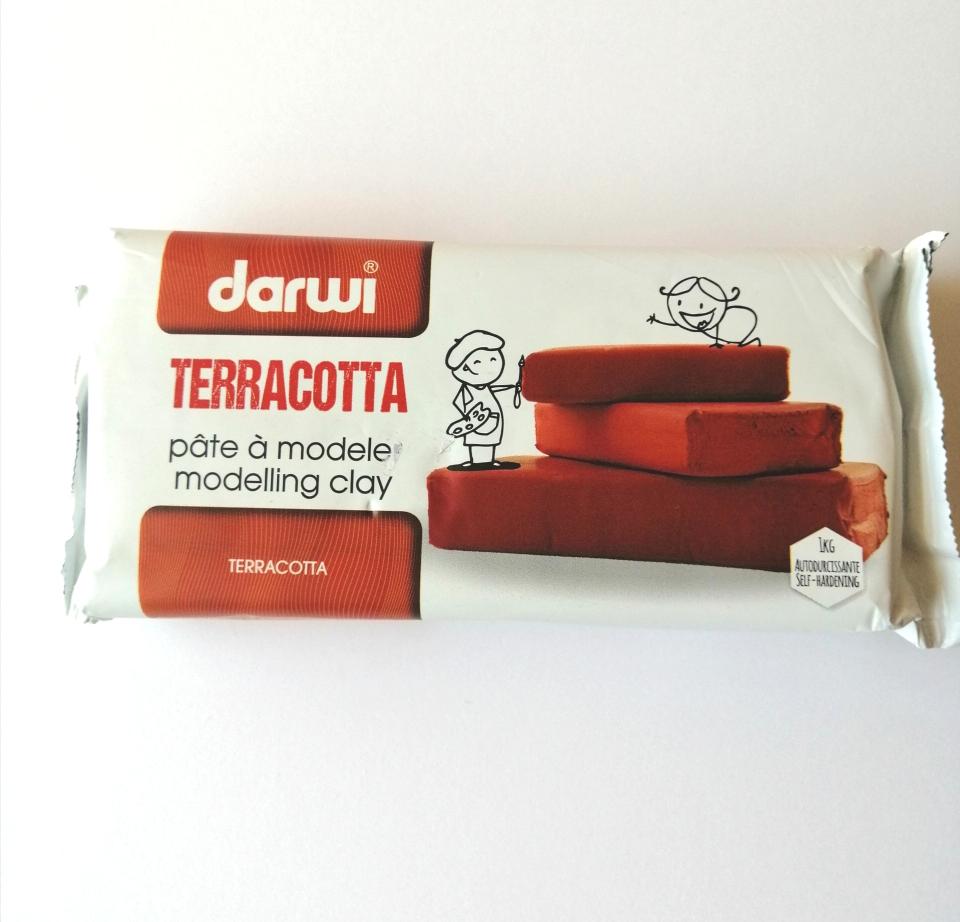 darwi®
TERRACOTTA
pâte à modeler
modelling clay
TERRACOTTA
1KG
AUTODURCISSANTE
SELF-HARDENING